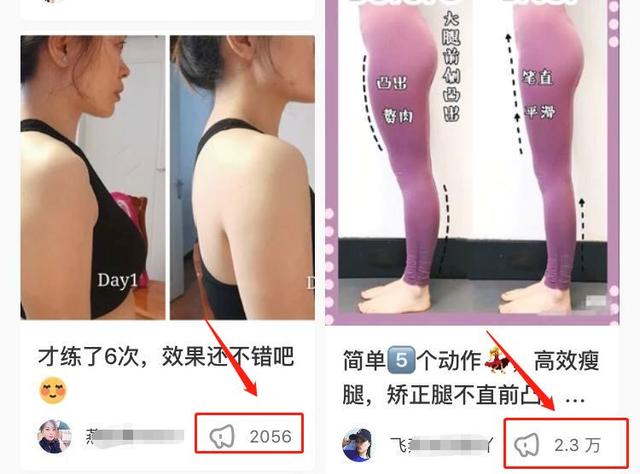 Day1
D
才练了6次，效果还不错吧
燕
2056
大腿前侧凸出
凸出
赘肉
笔直
平滑
简单5个动作，高效瘦
腿，矫正腿不直前凸，...
飞燕
丫
2.3 万